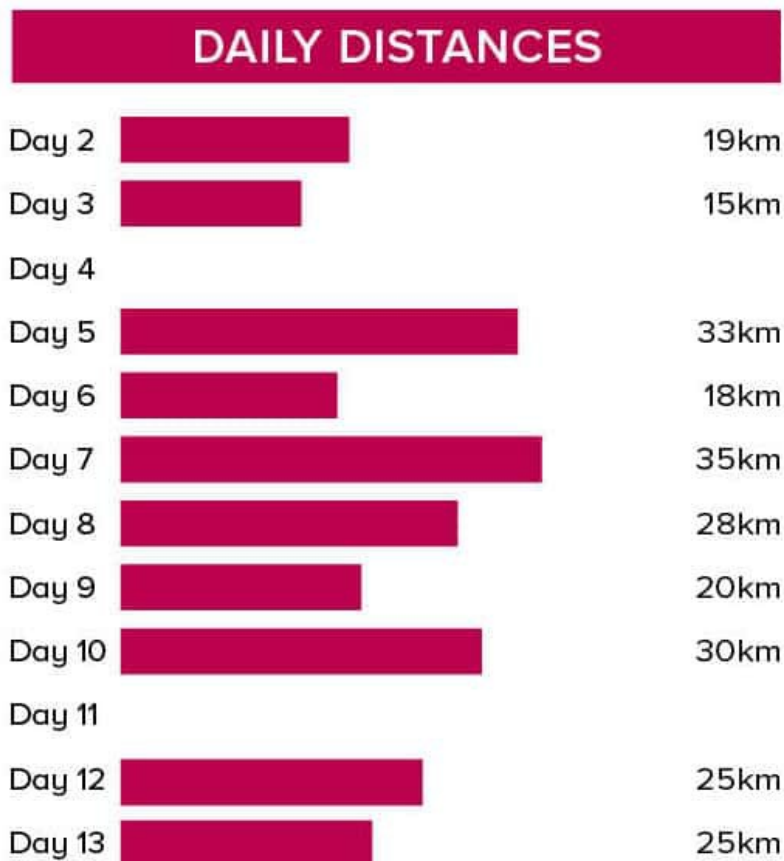 DAILY DISTANCES
Day 2 19km
Day 3 15km
Day 4
Day 5 33km
Day 6 18km
Day 7 35km
Day 8 28km
Day 9 20km
Day 10 30km
Day 11
Day 12 25km
Day 13 25km